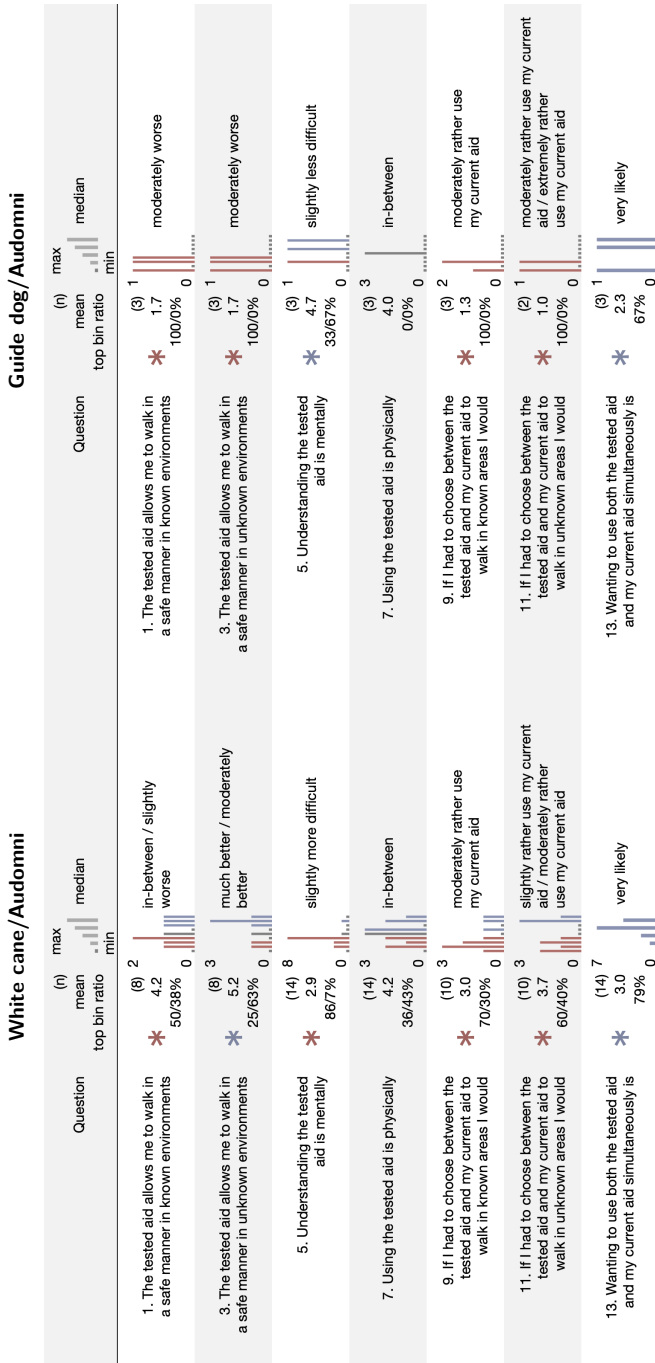 White cane/Audomni
Question
(n)
mean
top bin ratio
max
min
median
1. The tested aid allows me to walk in
a safe manner in known environments
(8)
4.2
50/38%
2
0
in-between / slightly
worse
3. The tested aid allows me to walk in
a safe manner in unknown environments
(8)
5.2
25/63%
3
0
much better / moderately
better
5. Understanding the tested
aid is mentally
(14)
2.9
86/7%
8
0
slightly more difficult
7. Using the tested aid is physically
(14)
4.2
36/43%
3
0
in-between
9. If I had to choose between the
tested aid and my current aid to
walk in known areas I would
(10)
3.0
70/30%
3
0
moderately rather use
my current aid
11. If I had to choose between the
tested aid and my current aid to
walk in unknown areas I would
(10)
3.7
60/40%
3
0
slightly rather use my current
aid / moderately rather
use my current aid
13. Wanting to use both the tested aid
and my current aid simultaneously is
(14)
3.0
79%
7
0
very likely
Guide dog/Audomni
Question
(n)
mean
top bin ratio
max
min
median
1. The tested aid allows me to walk in
a safe manner in known environments
(3)
1.7
100/0%
1
0
moderately worse
3. The tested aid allows me to walk in
a safe manner in unknown environments
(3)
1.7
100/0%
1
0
moderately worse
5. Understanding the tested
aid is mentally
(3)
4.7
33/67%
1
0
slightly less difficult
7. Using the tested aid is physically
(3)
4.0
0/0%
3
0
in-between
9. If I had to choose between the
tested aid and my current aid to
walk in known areas I would
(3)
1.3
100/0%
2
0
moderately rather use
my current aid
11. If I had to choose between the
tested aid and my current aid to
walk in unknown areas I would
(2)
1.0
100/0%
1
0
moderately rather use my current
aid / extremely rather
use my current aid
13. Wanting to use both the tested aid
and my current aid simultaneously is
(3)
2.3
67%
1
0
very likely